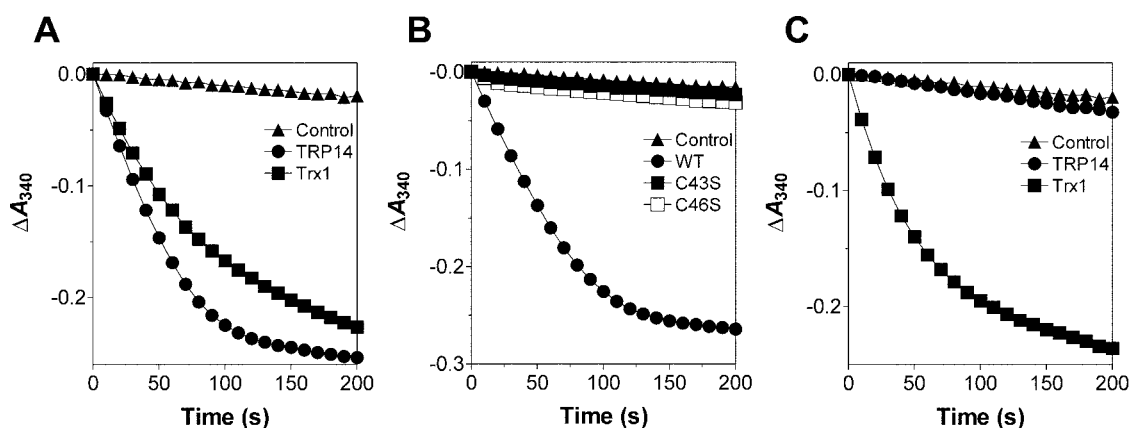 A
B
C
0.0
-0.1
-0.2
ΔA340
Control
TRP14
Trx1
0 50 100 150 200
Time (s)
-0.0
-0.1
-0.2
-0.3
ΔA340
Control
WT
C43S
C46S
0 50 100 150 200
Time (s)
0.0
-0.1
-0.2
ΔA340
Control
TRP14
Trx1
0 50 100 150 200
Time (s)